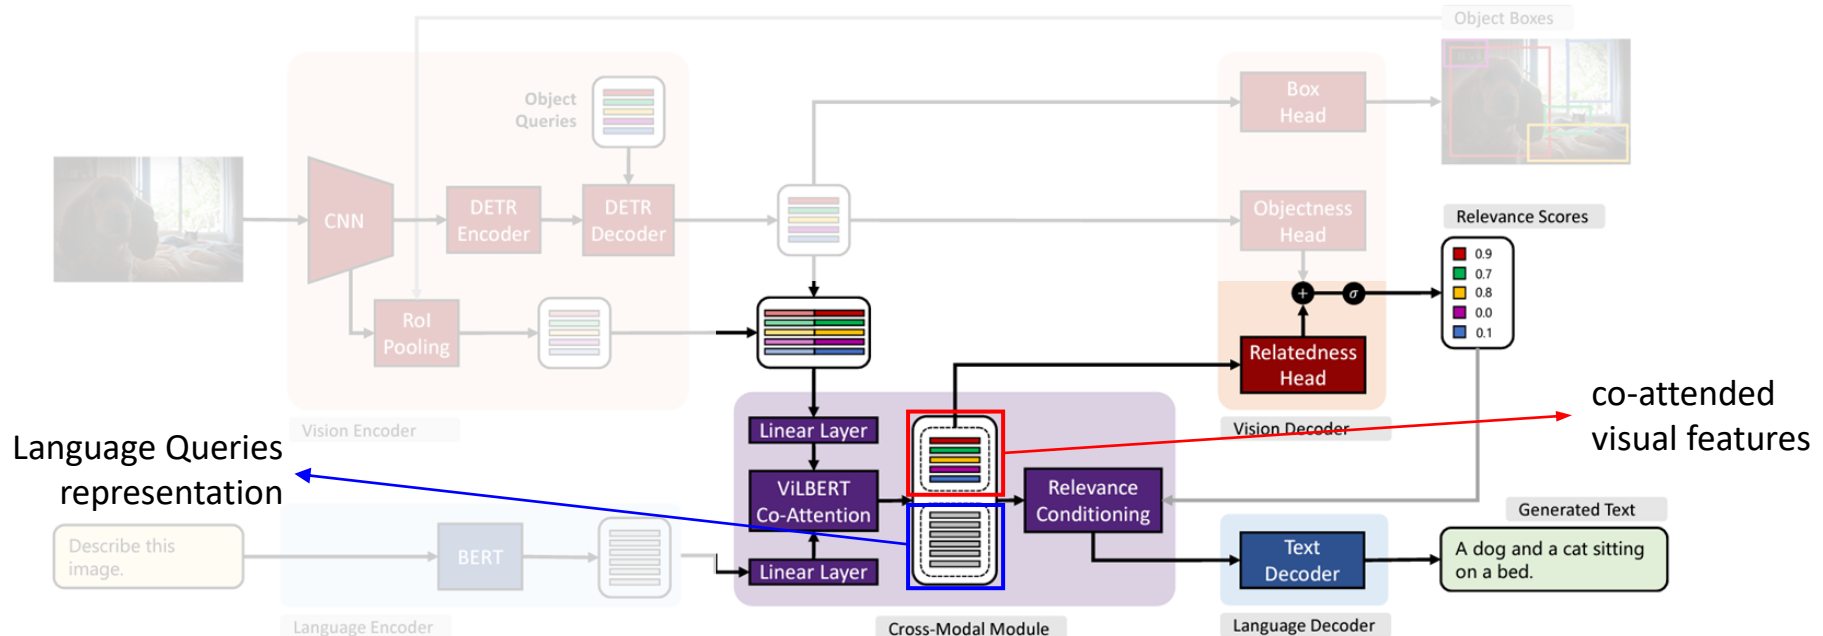 Object Boxes
Object
Queries
Box
Head
CNN
DETR
Encoder
DETR
Decoder
Objectness
Head
Relevance Scores
0.9
0.7
0.8
0.0
0.1
+
σ
RoI
Pooling
Relatedness
Head
Vision Encoder
Vision Decoder
co-attended
visual features
Language Queries
representation
Linear Layer
ViLBERT
Co-Attention
Relevance
Conditioning
Linear Layer
Describe this
image.
BERT
Text
Decoder
Generated Text
A dog and a cat sitting
on a bed.
Language Encoder
Cross-Modal Module
Language Decoder